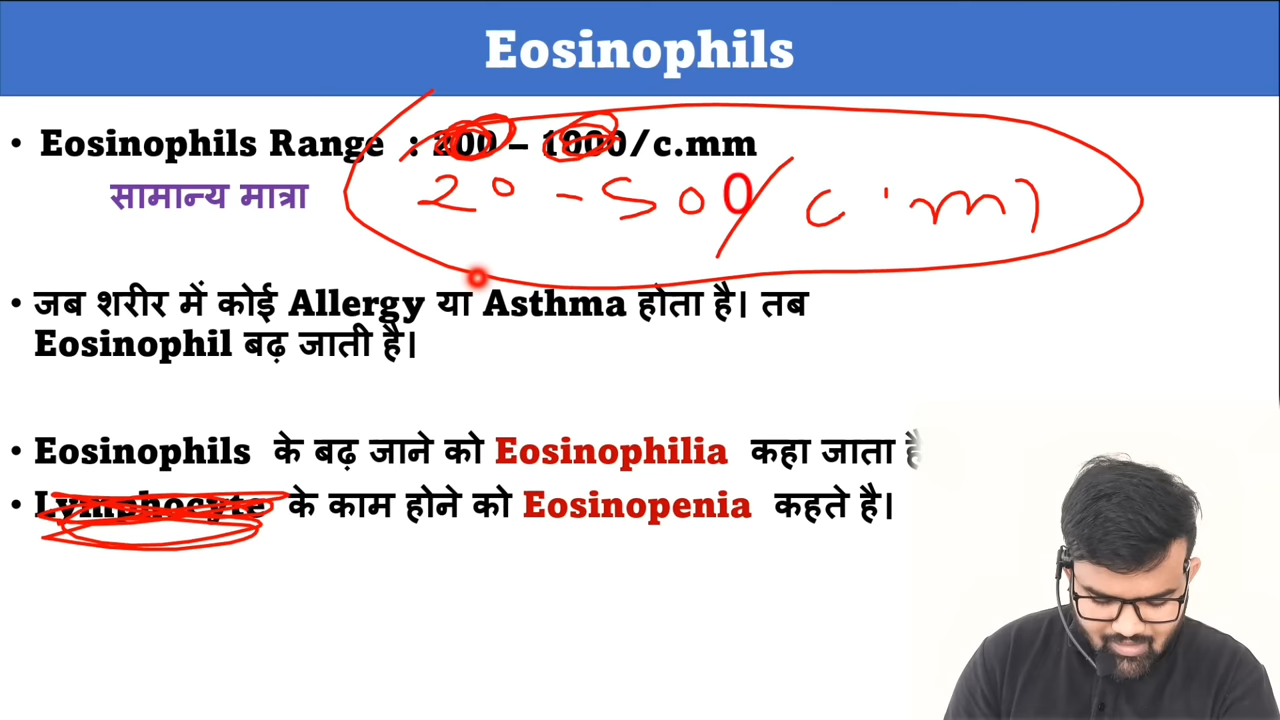 Eosinophils
• Eosinophils Range : 200 – 1000/c.mm
सामान्य मात्रा
20 - 500/c.m
• जब शरीर में कोई Allergy या Asthma होता है। तब
Eosinophil बढ़ जाती है।
• Eosinophils के बढ़ जाने को Eosinophilia कहा जाता है
• Lymphocyte के काम होने को Eosinopenia कहते है।